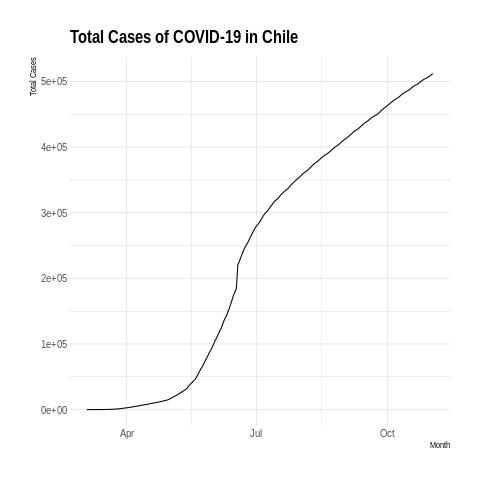 Total Cases of COVID-19 in Chile
Total Cases
5e+05
4e+05
3e+05
2e+05
1e+05
0e+00
Apr Jul Oct
Month